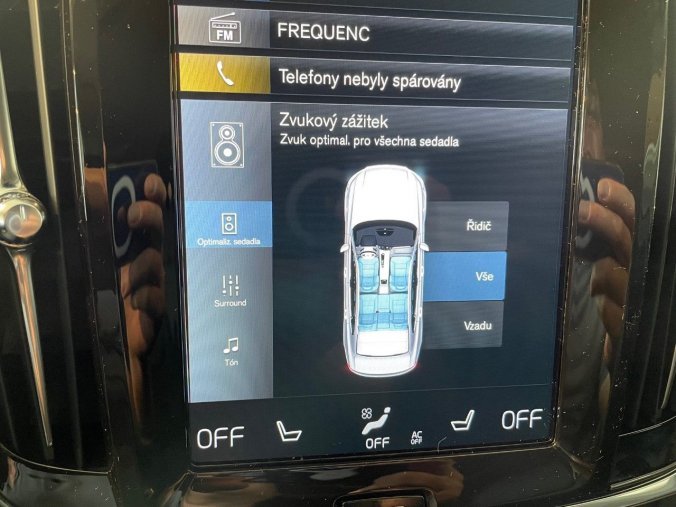 FM
FREQUENC
Telefony nebyly spárovány
Zvukový zážitek
Zvuk optimal. pro všechna sedadla
Řidič
Optimaliz. sedadla
Vše
Surround
Vzadu
Tón
OFF
OFF
AC
OFF
OFF